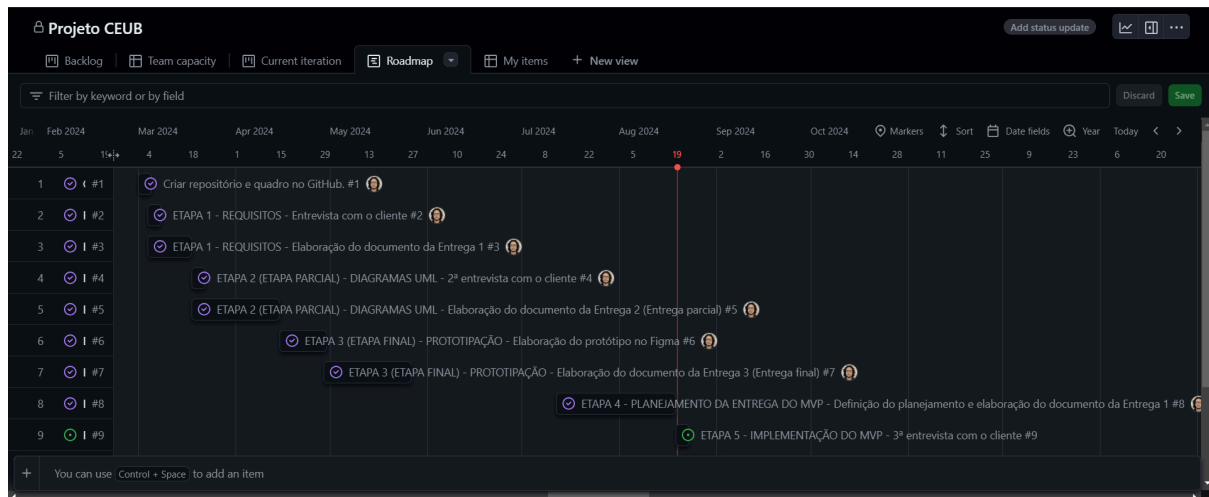 Projeto CEUB Add status update
Backlog Team capacity Current iteration Roadmap My items + New view
Filter by keyword or by field Discard Save
Jan Feb 2024 Mar 2024 Apr 2024 May 2024 Jun 2024 Jul 2024 Aug 2024 Sep 2024 Oct 2024 Markers Sort Date fields Year Today
22 5 4 18 1 15 29 13 27 10 24 8 22 5 19 2 16 30 14 28 11 25 9 23 6 20
1 #1 Criar repositório e quadro no GitHub. #1
2 #2 ETAPA 1 - REQUISITOS - Entrevista com o cliente #2
3 #3 ETAPA 1 - REQUISITOS - Elaboração do documento da Entrega 1 #3
4 #4 ETAPA 2 (ETAPA PARCIAL) - DIAGRAMAS UML - 2ª entrevista com o cliente #4
5 #5 ETAPA 2 (ETAPA PARCIAL) - DIAGRAMAS UML - Elaboração do documento da Entrega 2 (Entrega parcial) #5
6 #6 ETAPA 3 (ETAPA FINAL) - PROTOTIPAÇÃO - Elaboração do protótipo no Figma #6
7 #7 ETAPA 3 (ETAPA FINAL) - PROTOTIPAÇÃO - Elaboração do documento da Entrega 3 (Entrega final) #7
8 #8 ETAPA 4 - PLANEJAMENTO DA ENTREGA DO MVP - Definição do planejamento e elaboração do documento da Entrega 1 #8
9 #9 ETAPA 5 - IMPLEMENTAÇÃO DO MVP - 3ª entrevista com o cliente #9
+ You can use Control + Space to add an item